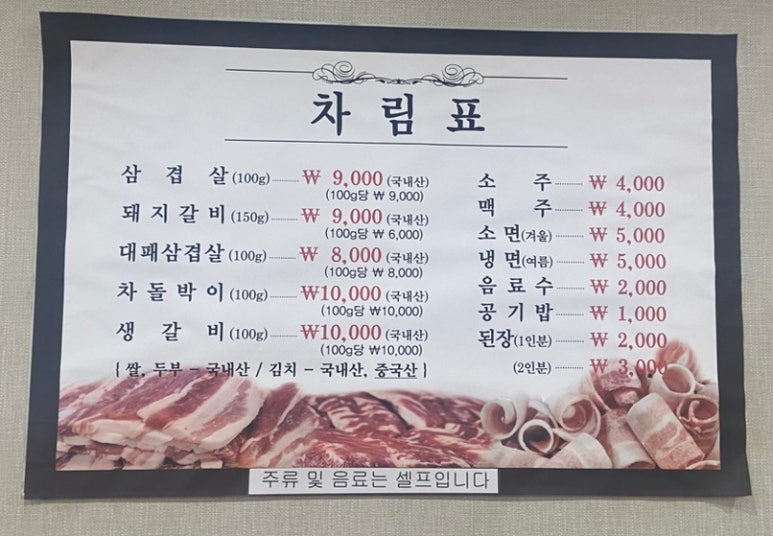 차림표
삼겹살(100g) ₩ 9,000 (국내산)
(100g당 ₩ 9,000)
돼지갈비(150g) ₩ 9,000 (국내산)
(100g당 ₩ 6,000)
대패삼겹살(100g) ₩ 8,000 (국내산)
(100g당 ₩ 8,000)
차돌박이(100g) ₩10,000 (국내산)
(100g당 ₩10,000)
생갈비(100g) ₩10,000 (국내산)
(100g당 ₩10,000)
{ 쌀, 두부 - 국내산 / 김치 - 국내산, 중국산 }
소주 ₩ 4,000
맥주 ₩ 4,000
소면(겨울) ₩ 5,000
냉면(여름) ₩ 5,000
음료수 ₩ 2,000
공기밥 ₩ 1,000
된장(1인분) ₩ 2,000
(2인분) ₩ 3,000
주류 및 음료는 셀프입니다